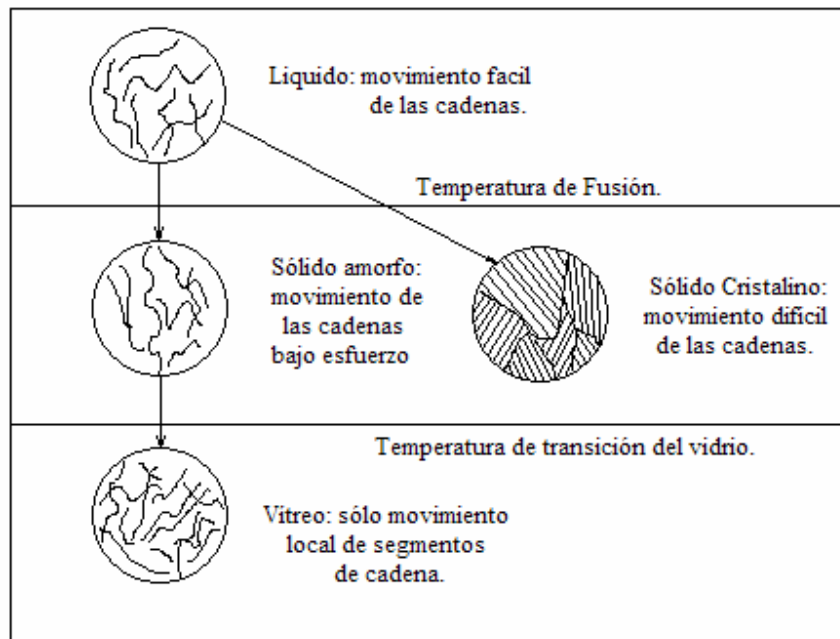 Liquido: movimiento facil
de las cadenas.
Temperatura de Fusión.
Sólido amorfo:
movimiento de
las cadenas
bajo esfuerzo
Sólido Cristalino:
movimiento difícil
de las cadenas.
Temperatura de transición del vidrio.
Vítreo: sólo movimiento
local de segmentos
de cadena.